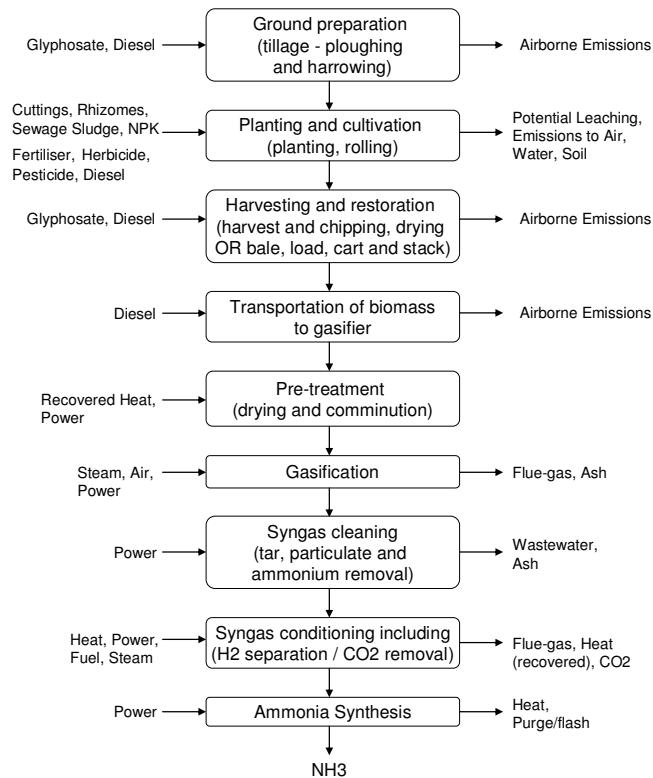 Ground preparation
(tillage - ploughing
and harrowing)
Glyphosate, Diesel
Airborne Emissions
Cuttings, Rhizomes,
Sewage Sludge, NPK
Fertiliser, Herbicide,
Pesticide, Diesel
Planting and cultivation
(planting, rolling)
Potential Leaching,
Emissions to Air,
Water, Soil
Glyphosate, Diesel
Harvesting and restoration
(harvest and chipping, drying
OR bale, load, cart and stack)
Airborne Emissions
Diesel
Transportation of biomass
to gasifier
Airborne Emissions
Recovered Heat,
Power
Pre-treatment
(drying and comminution)
Steam, Air,
Power
Gasification
Flue-gas, Ash
Power
Syngas cleaning
(tar, particulate and
ammonium removal)
Wastewater,
Ash
Heat, Power,
Fuel, Steam
Syngas conditioning including
(H2 separation / CO2 removal)
Flue-gas, Heat
(recovered), CO2
Power
Ammonia Synthesis
Heat,
Purge/flash
NH3